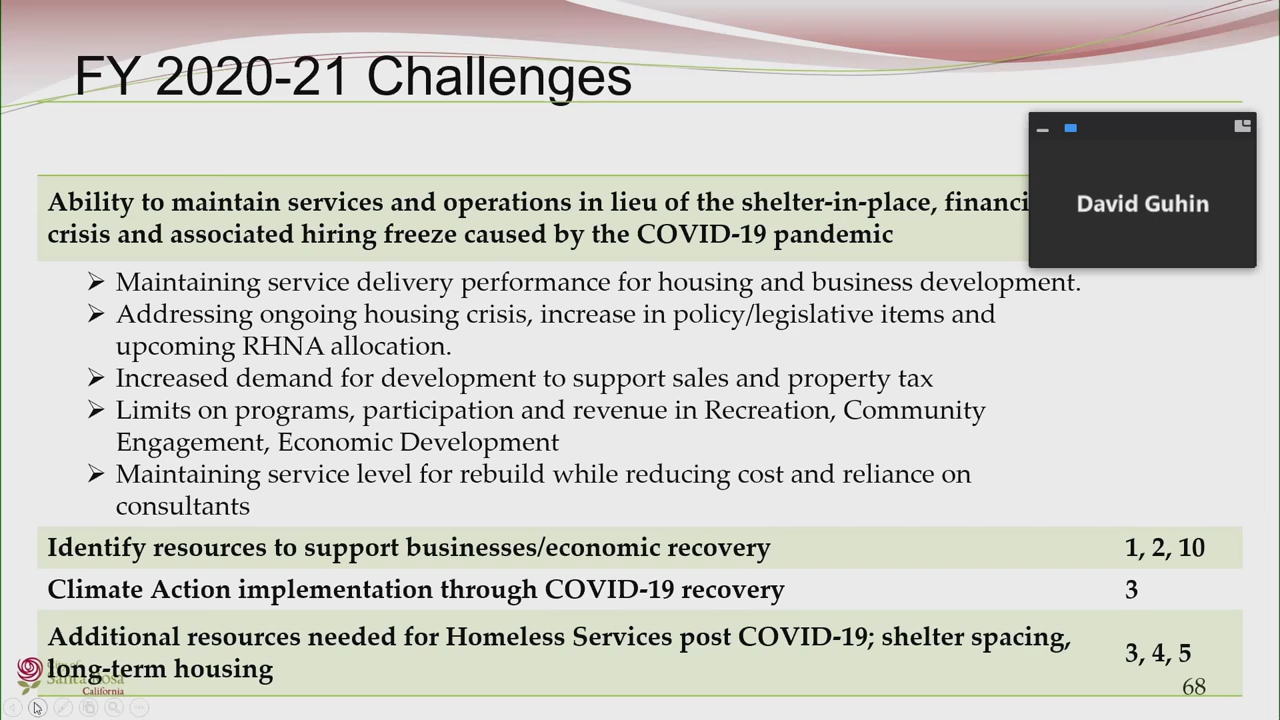 FY 2020-21 Challenges
David Guhin
Ability to maintain services and operations in lieu of the shelter-in-place,
crisis and associated hiring freeze caused by the COVID-19 pandemic
➢ Maintaining service delivery performance for housing and business development.
➢ Addressing ongoing housing crisis, increase in policy/legislative items and
upcoming RHNA allocation.
➢ Increased demand for development to support sales and property tax
➢ Limits on programs, participation and revenue in Recreation, Community
Engagement, Economic Development
➢ Maintaining service level for rebuild while reducing cost and reliance on
consultants
Identify resources to support businesses/economic recovery 1, 2, 10
Climate Action implementation through COVID-19 recovery 3
Additional resources needed for Homeless Services post COVID-19; shelter spacing,
long-term housing 3, 4, 5
Santa Rosa
California
68